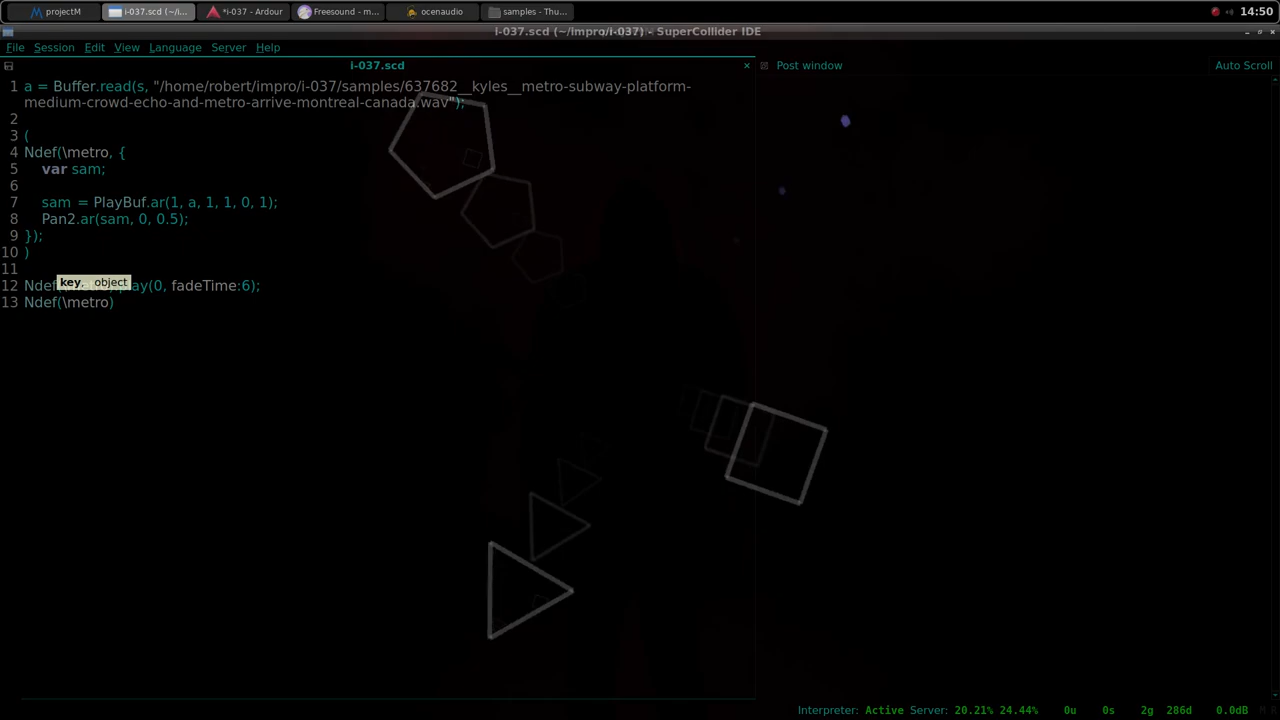 projectM
i-037.scd (~/i...
*i-037 - Ardour
Freesound - m...
ocenaudio
samples - Thu...
14:50
i-037.scd (~/impro/i-037) - SuperCollider IDE
File Session Edit View Language Server Help
i-037.scd
Post window
Auto Scroll
1 a = Buffer.read(s, "/home/robert/impro/i-037/samples/637682__kyles__metro-subway-platform-
medium-crowd-echo-and-metro-arrive-montreal-canada.wav");
2
3 (
4 Ndef(\metro, {
5 var sam;
6
7 sam = PlayBuf.ar(1, a, 1, 1, 0, 1);
8 Pan2.ar(sam, 0, 0.5);
9 });
10 )
11
key, object
12 Ndef( play(0, fadeTime:6);
13 Ndef(\metro)
Interpreter: Active Server: 20.21% 24.44% 0u 0s 2g 286d 0.0dB